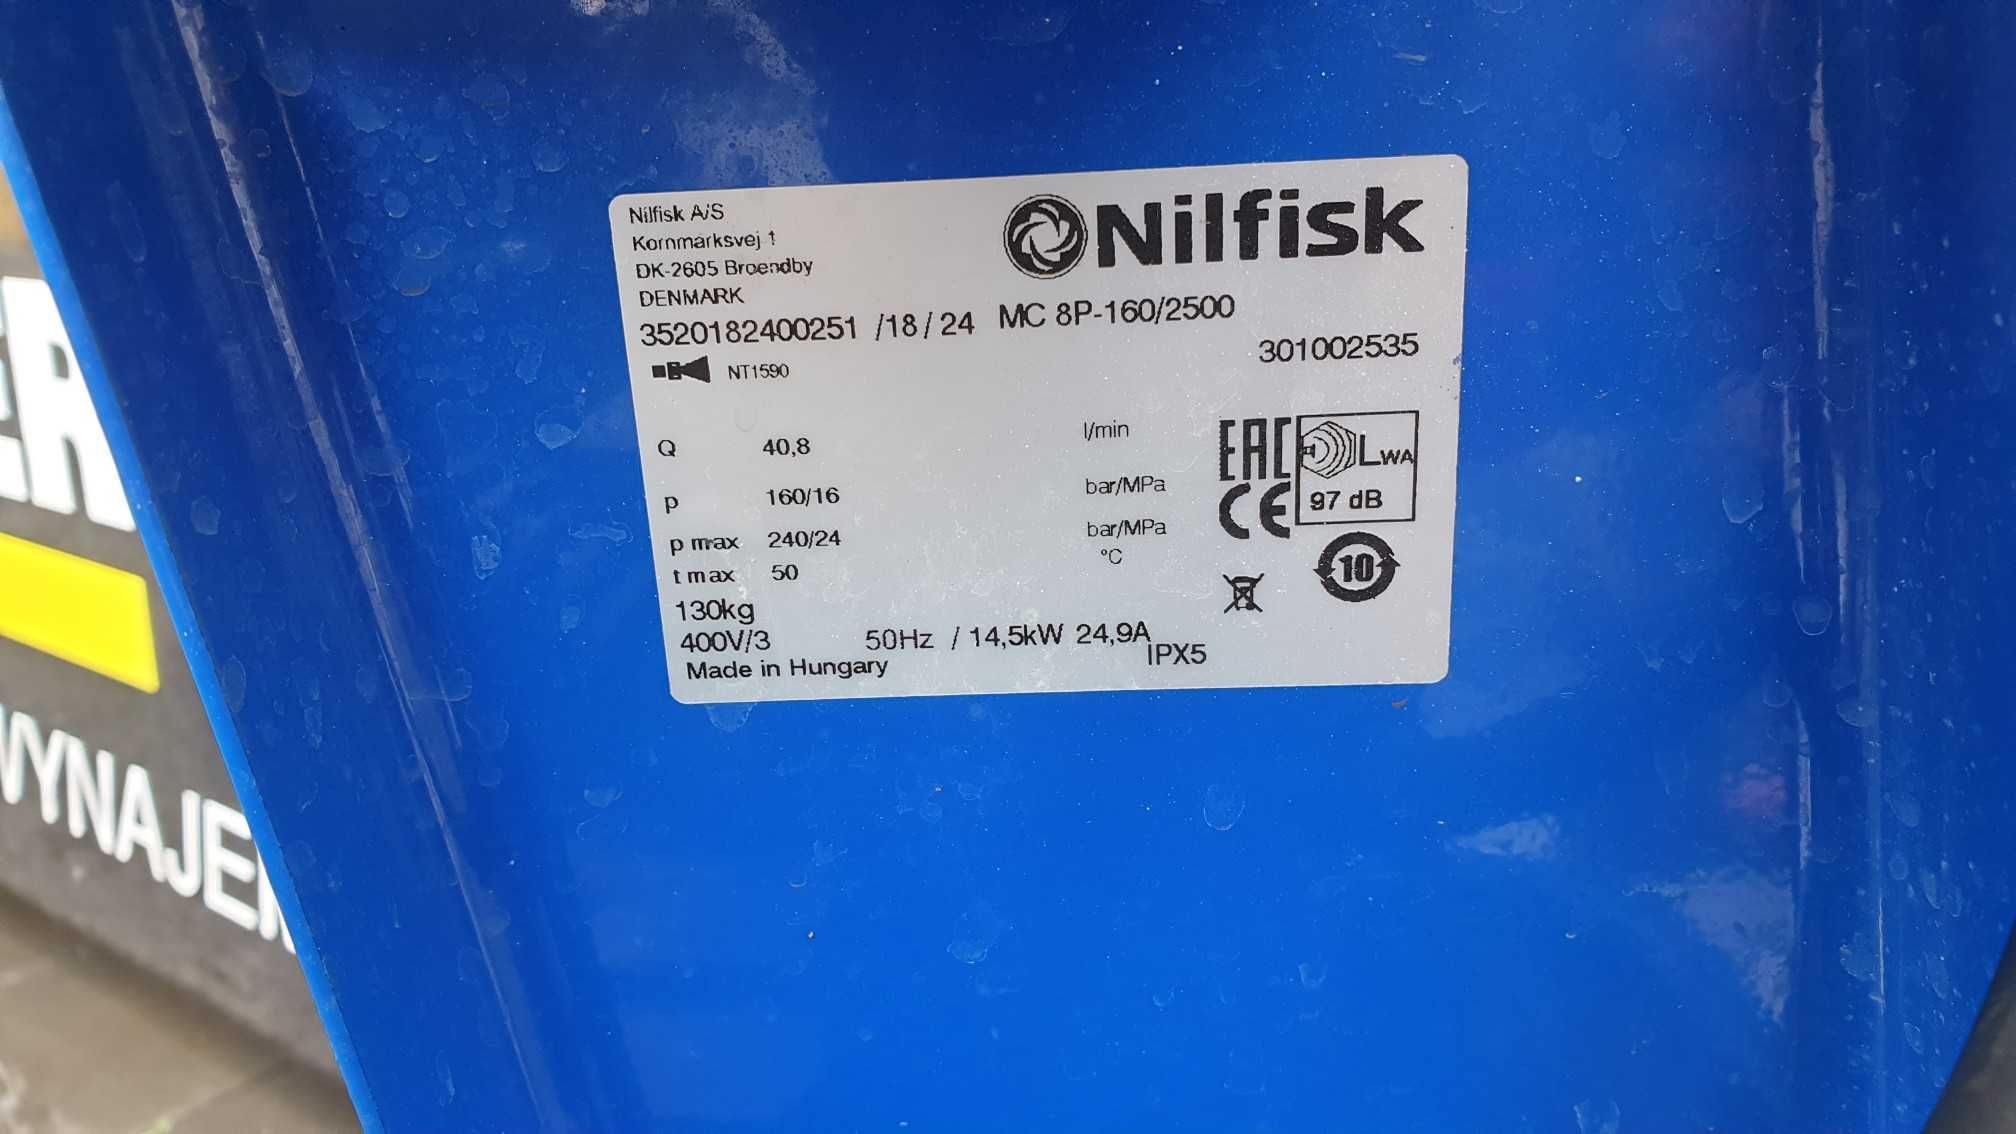 Nilfisk A/S
Kornmarksvej 1
DK-2605 Broendby
DENMARK
Nilfisk
3520182400251 /18/24 MC 8P-160/2500
301002535
NT1590
Q 40,8 l/min
p 160/16 bar/MPa
p max 240/24 bar/MPa
t max 50 °C
130kg
400V/3 50Hz / 14,5kW 24,9A
IPX5
Made in Hungary
EAC
CE
LWA
97 dB
10